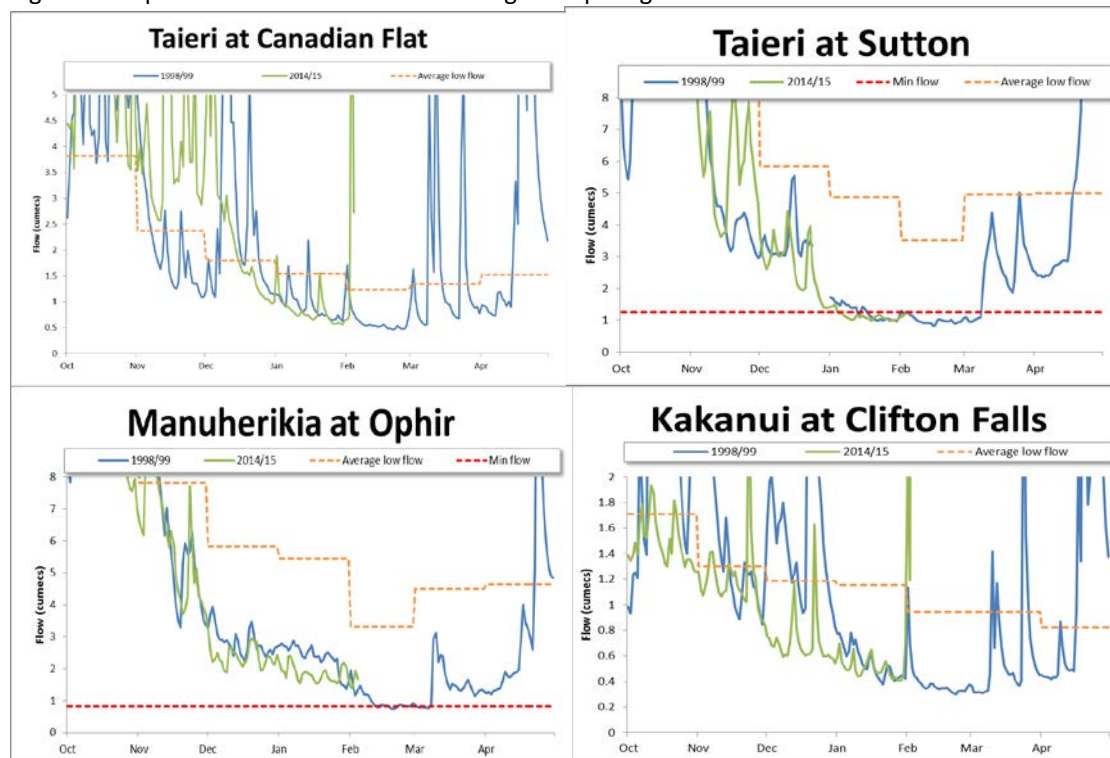 Taieri at Canadian Flat
1998/99 2014/15 Average low flow
Flow (cumecs)
5
4.5
4
3.5
3
2.5
2
1.5
1
0.5
0
Oct Nov Dec Jan Feb Mar Apr
Taieri at Sutton
1998/99 2014/15 Min flow Average low flow
Flow (cumecs)
8
7
6
5
4
3
2
1
0
Oct Nov Dec Jan Feb Mar Apr
Manuherikia at Ophir
1998/99 2014/15 Average low flow Min flow
Flow (cumecs)
8
7
6
5
4
3
2
1
0
Oct Nov Dec Jan Feb Mar Apr
Kakanui at Clifton Falls
1998/99 2014/15 Average low flow
Flow (cumecs)
2
1.8
1.6
1.4
1.2
1
0.8
0.6
0.4
0.2
0
Oct Nov Dec Jan Feb Mar Apr